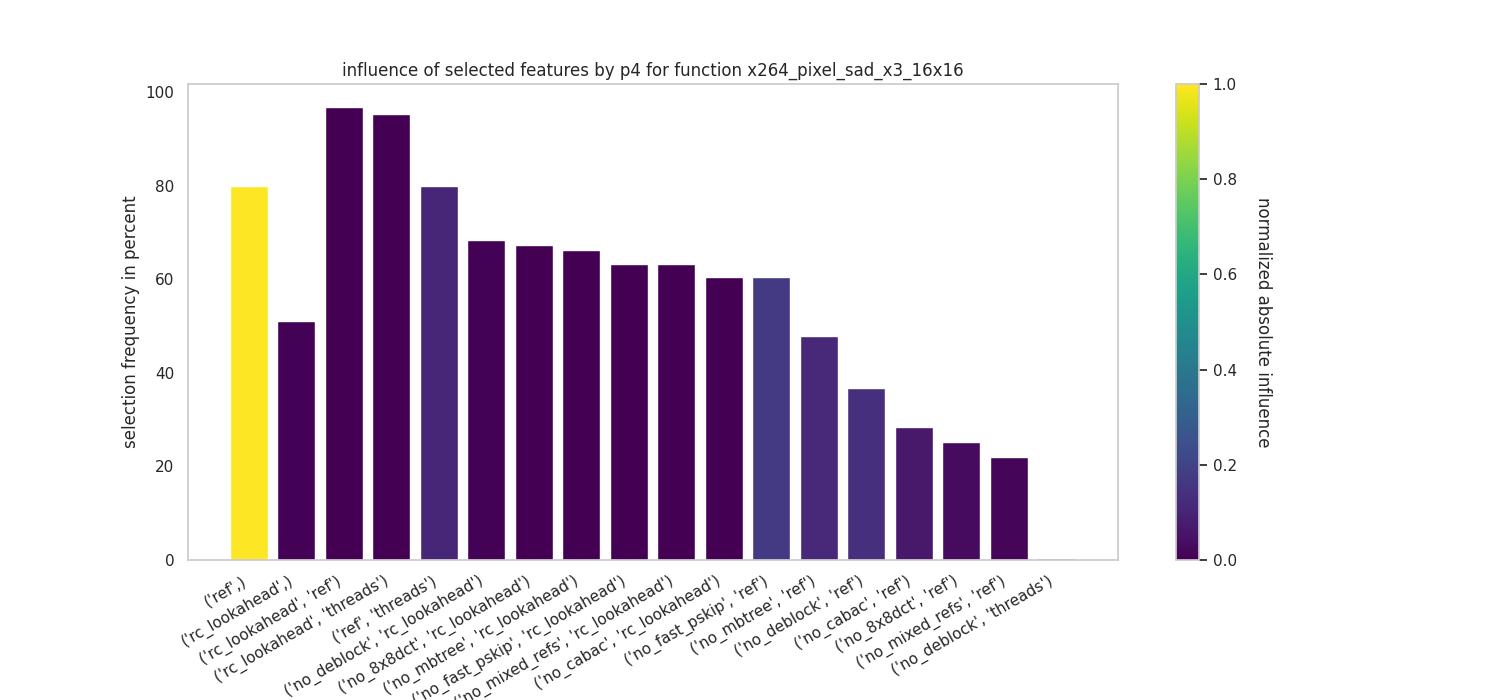 influence of selected features by p4 for function x264_pixel_sad_x3_16x16
selection frequency in percent
100
80
60
40
20
0
('ref',)
('rc_lookahead',)
('rc_lookahead', 'ref')
('rc_lookahead', 'threads')
('ref', 'threads')
('no_deblock', 'rc_lookahead')
('no_8x8dct', 'rc_lookahead')
('no_mbtree', 'rc_lookahead')
('no_fast_pskip', 'rc_lookahead')
('no_mixed_refs', 'rc_lookahead')
('no_cabac', 'rc_lookahead')
('no_fast_pskip', 'ref')
('no_mbtree', 'ref')
('no_deblock', 'ref')
('no_cabac', 'ref')
('no_8x8dct', 'ref')
('no_mixed_refs', 'ref')
('no_deblock', 'threads')
1.0
0.8
0.6
0.4
0.2
0.0
normalized absolute influence